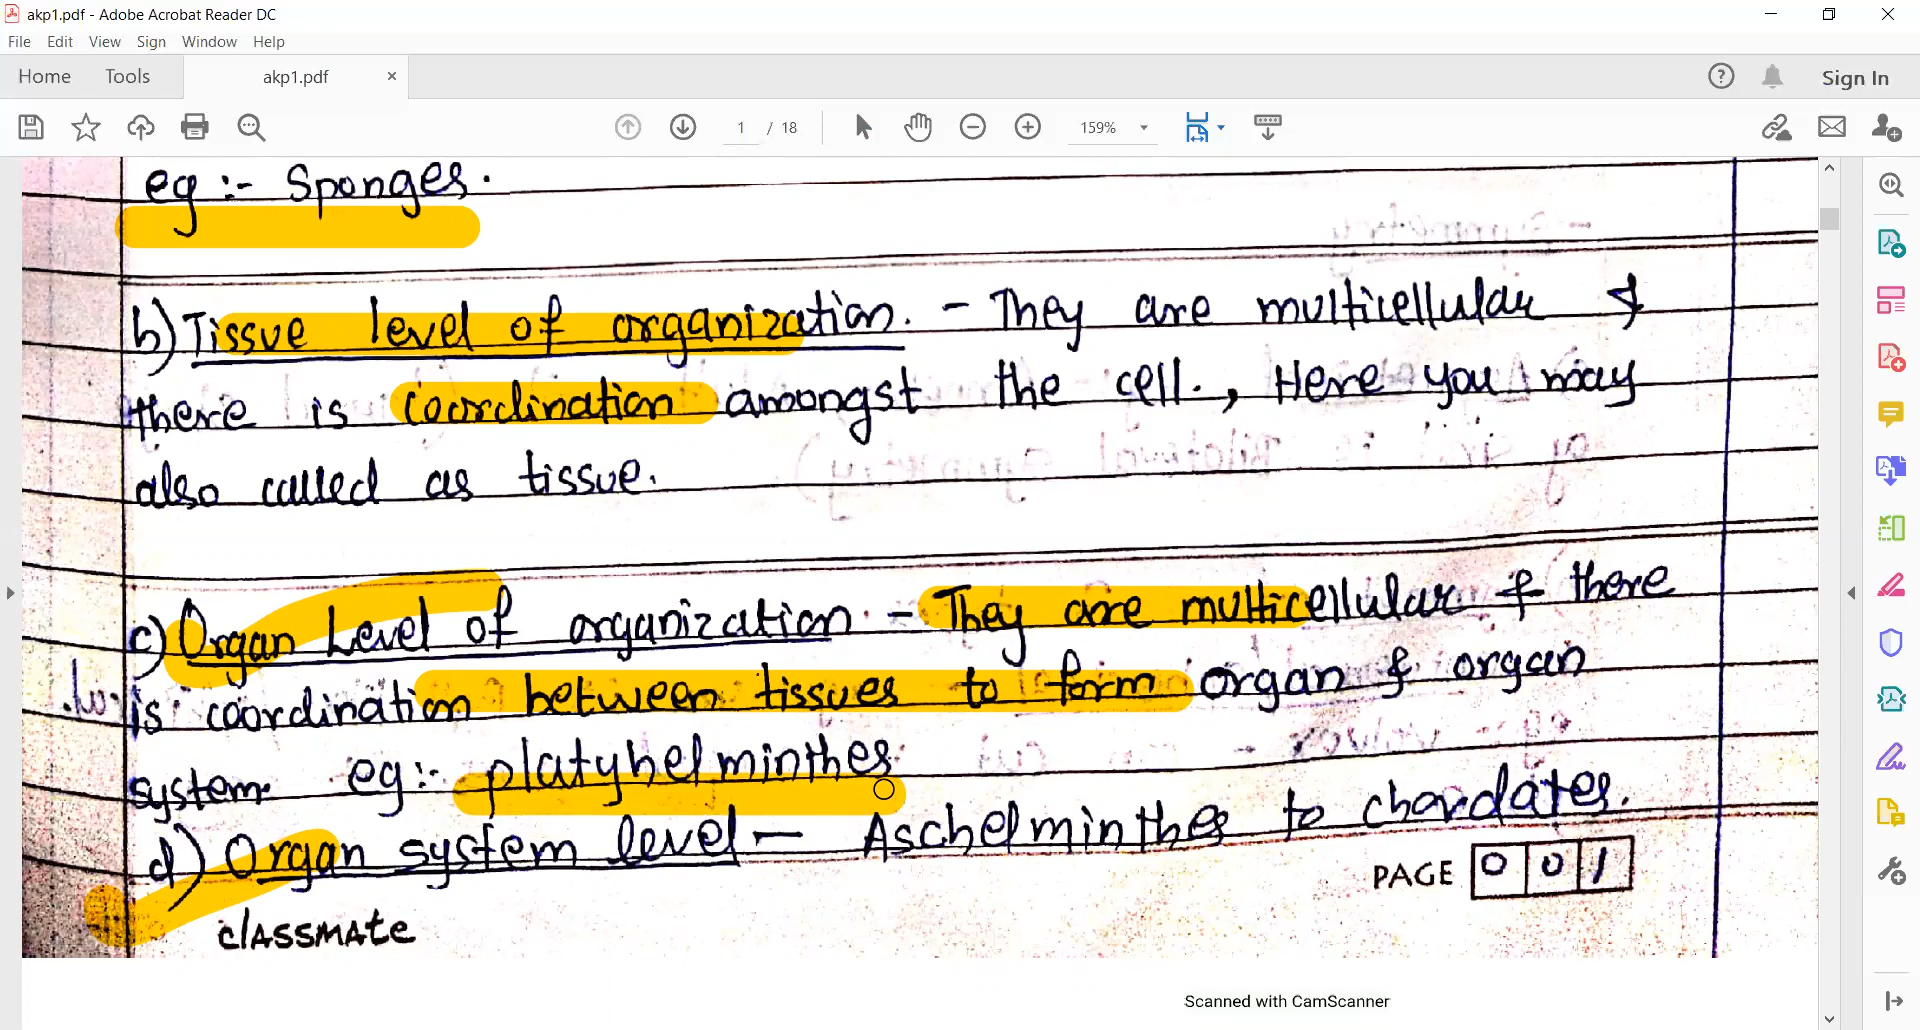 akp1.pdf - Adobe Acrobat Reader DC
File Edit View Sign Window Help
Home Tools akp1.pdf × Sign In
1 / 18 159%
eg :- Sponges.
b) Tissue level of organization. - They are multicellular &
there is coordination amongst the cell., Here you may
also called as tissue.
c) Organ Level of organization - They are multicellular & there
is coordination between tissues to form organ & organ
system. eg:- platyhelminthes.
d) Organ system level - Aschelminthes to chordates.
PAGE 0 0 1
classmate
Scanned with CamScanner